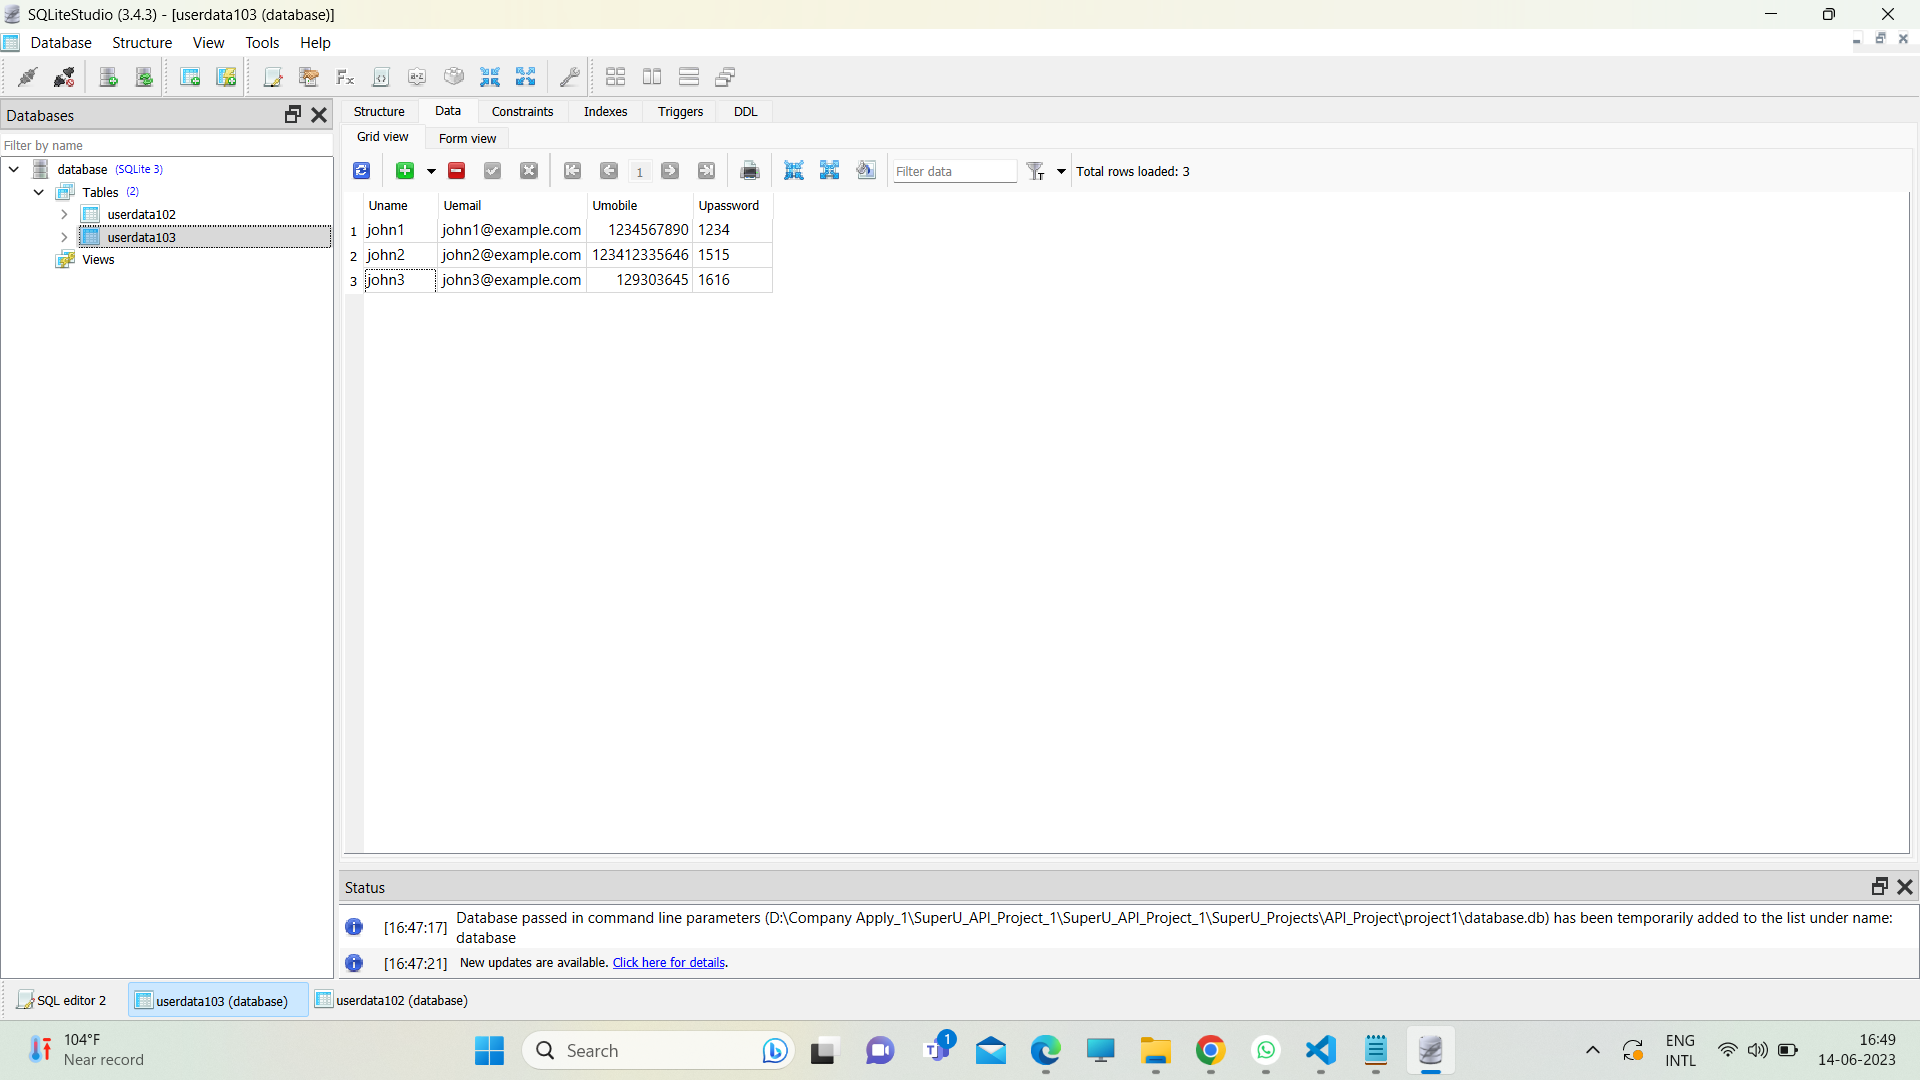 SQLiteStudio (3.4.3) - [userdata103 (database)]
Database Structure View Tools Help
Databases
Filter by name
database (SQLite 3)
Tables (2)
userdata102
userdata103
Views
Structure Data Constraints Indexes Triggers DDL
Grid view Form view
1 Filter data T Total rows loaded: 3
Uname Uemail Umobile Upassword
1 john1 john1@example.com 1234567890 1234
2 john2 john2@example.com 123412335646 1515
3 john3 john3@example.com 129303645 1616
Status
[16:47:17] Database passed in command line parameters (D:\Company Apply_1\SuperU_API_Project_1\SuperU_API_Project_1\SuperU_Projects\API_Project\project1\database.db) has been temporarily added to the list under name:
database
[16:47:21] New updates are available. Click here for details.
SQL editor 2 userdata103 (database) userdata102 (database)
104°F
Near record
Search
1
ENG
INTL
16:49
14-06-2023